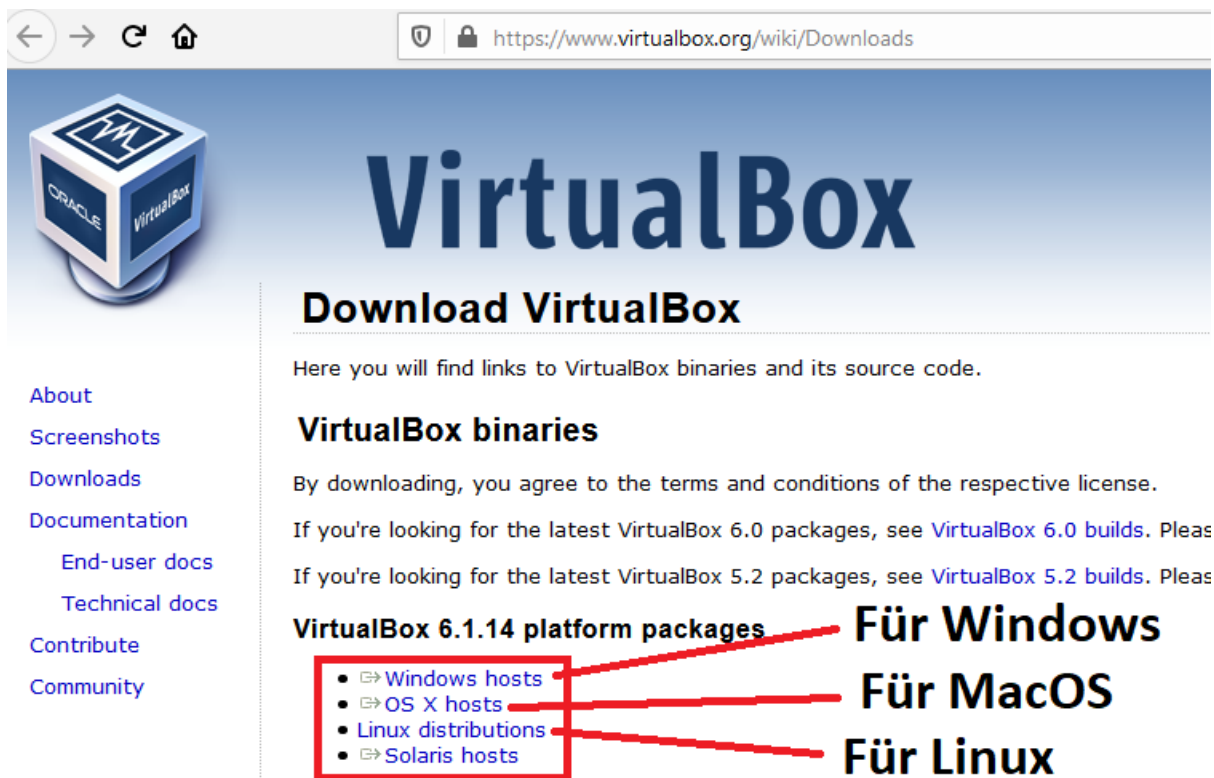 https://www.virtualbox.org/wiki/Downloads
ORACLE
VirtualBox
VirtualBox
Download VirtualBox
Here you will find links to VirtualBox binaries and its source code.
About
Screenshots
Downloads
Documentation
End-user docs
Technical docs
Contribute
Community
VirtualBox binaries
By downloading, you agree to the terms and conditions of the respective license.
If you're looking for the latest VirtualBox 6.0 packages, see VirtualBox 6.0 builds. Pleas
If you're looking for the latest VirtualBox 5.2 packages, see VirtualBox 5.2 builds. Pleas
VirtualBox 6.1.14 platform packages
Windows hosts
OS X hosts
Linux distributions
Solaris hosts
Für Windows
Für MacOS
Für Linux